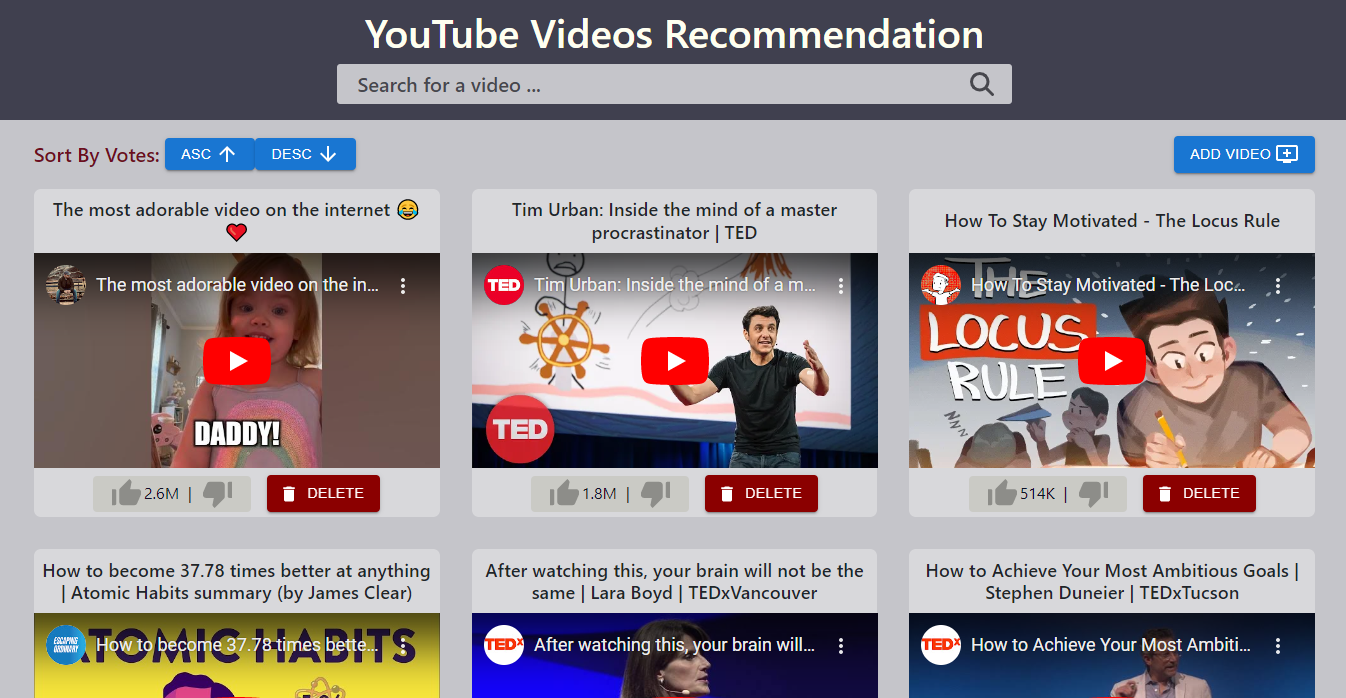 YouTube Videos Recommendation
Search for a video ...
Sort By Votes: ASC DESC ADD VIDEO
The most adorable video on the internet 😂
❤️
The most adorable video on the in...
DADDY!
2.6M | DELETE
Tim Urban: Inside the mind of a master
procrastinator | TED
TED Tim Urban: Inside the mind of a m...
TED
1.8M | DELETE
How To Stay Motivated - The Locus Rule
THE
How To Stay Motivated - The Loc...
LOCUS
RULE
NNN
514K | DELETE
How to become 37.78 times better at anything
| Atomic Habits summary (by James Clear)
ATOMIC HABITS
ESCAPING
ORDINARY
How to become 37.78 times bette...
After watching this, your brain will not be the
same | Lara Boyd | TEDxVancouver
TEDx After watching this, your brain will...
How to Achieve Your Most Ambitious Goals |
Stephen Duneier | TEDxTucson
TEDx How to Achieve Your Most Ambiti...